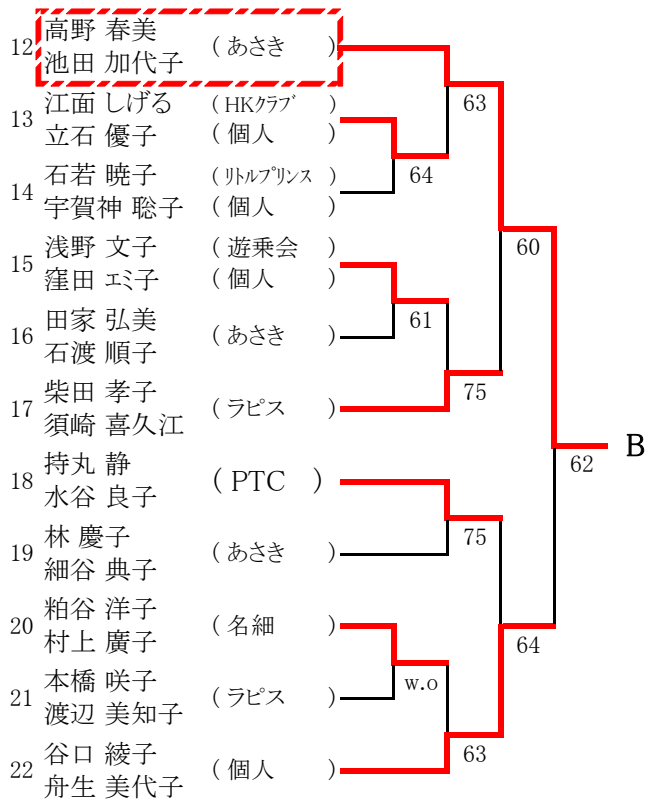 12 高野 春美 (あさき )
池田 加代子
63
13 江面 しげる (HKクラブ )
立石 優子 (個人 )
64
14 石若 暁子 (リトルプリンス )
宇賀神 聡子 (個人 )
60
15 浅野 文子 (遊乗会 )
窪田 エミ子 (個人 )
61
16 田家 弘美 (あさき )
石渡 順子
75
17 柴田 孝子 (ラピス )
須崎 喜久江
62 B
18 持丸 静 (PTC )
水谷 良子
75
19 林 慶子 (あさき )
細谷 典子
20 粕谷 洋子 (名細 )
村上 廣子
64
w.o
21 本橋 咲子 (ラピス )
渡辺 美知子
63
22 谷口 綾子 (個人 )
舟生 美代子